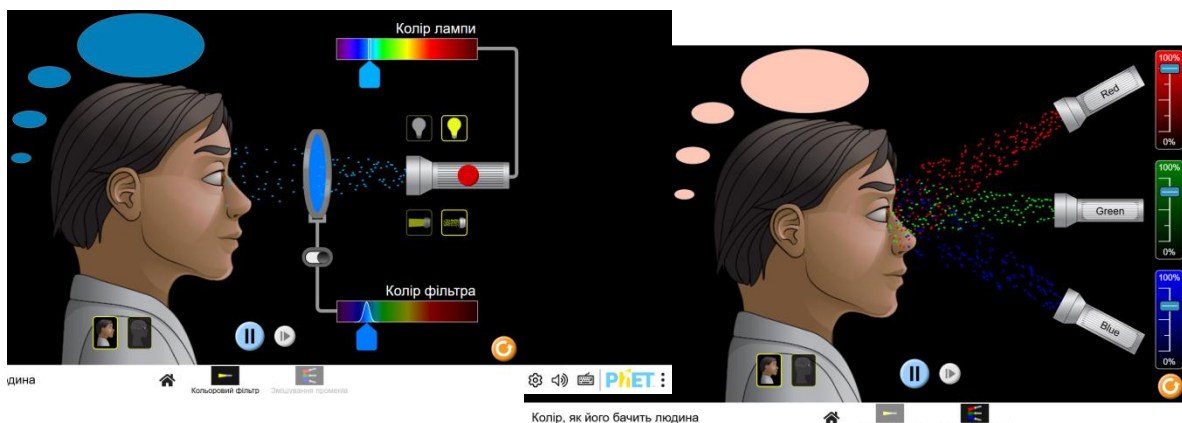 Колір лампи
Колір фільтра
дина
Кольоровий фільтр
Змішування променів
PhET
100%
Red
0%
100%
Green
0%
100%
Blue
0%
Колір, як його бачить людина